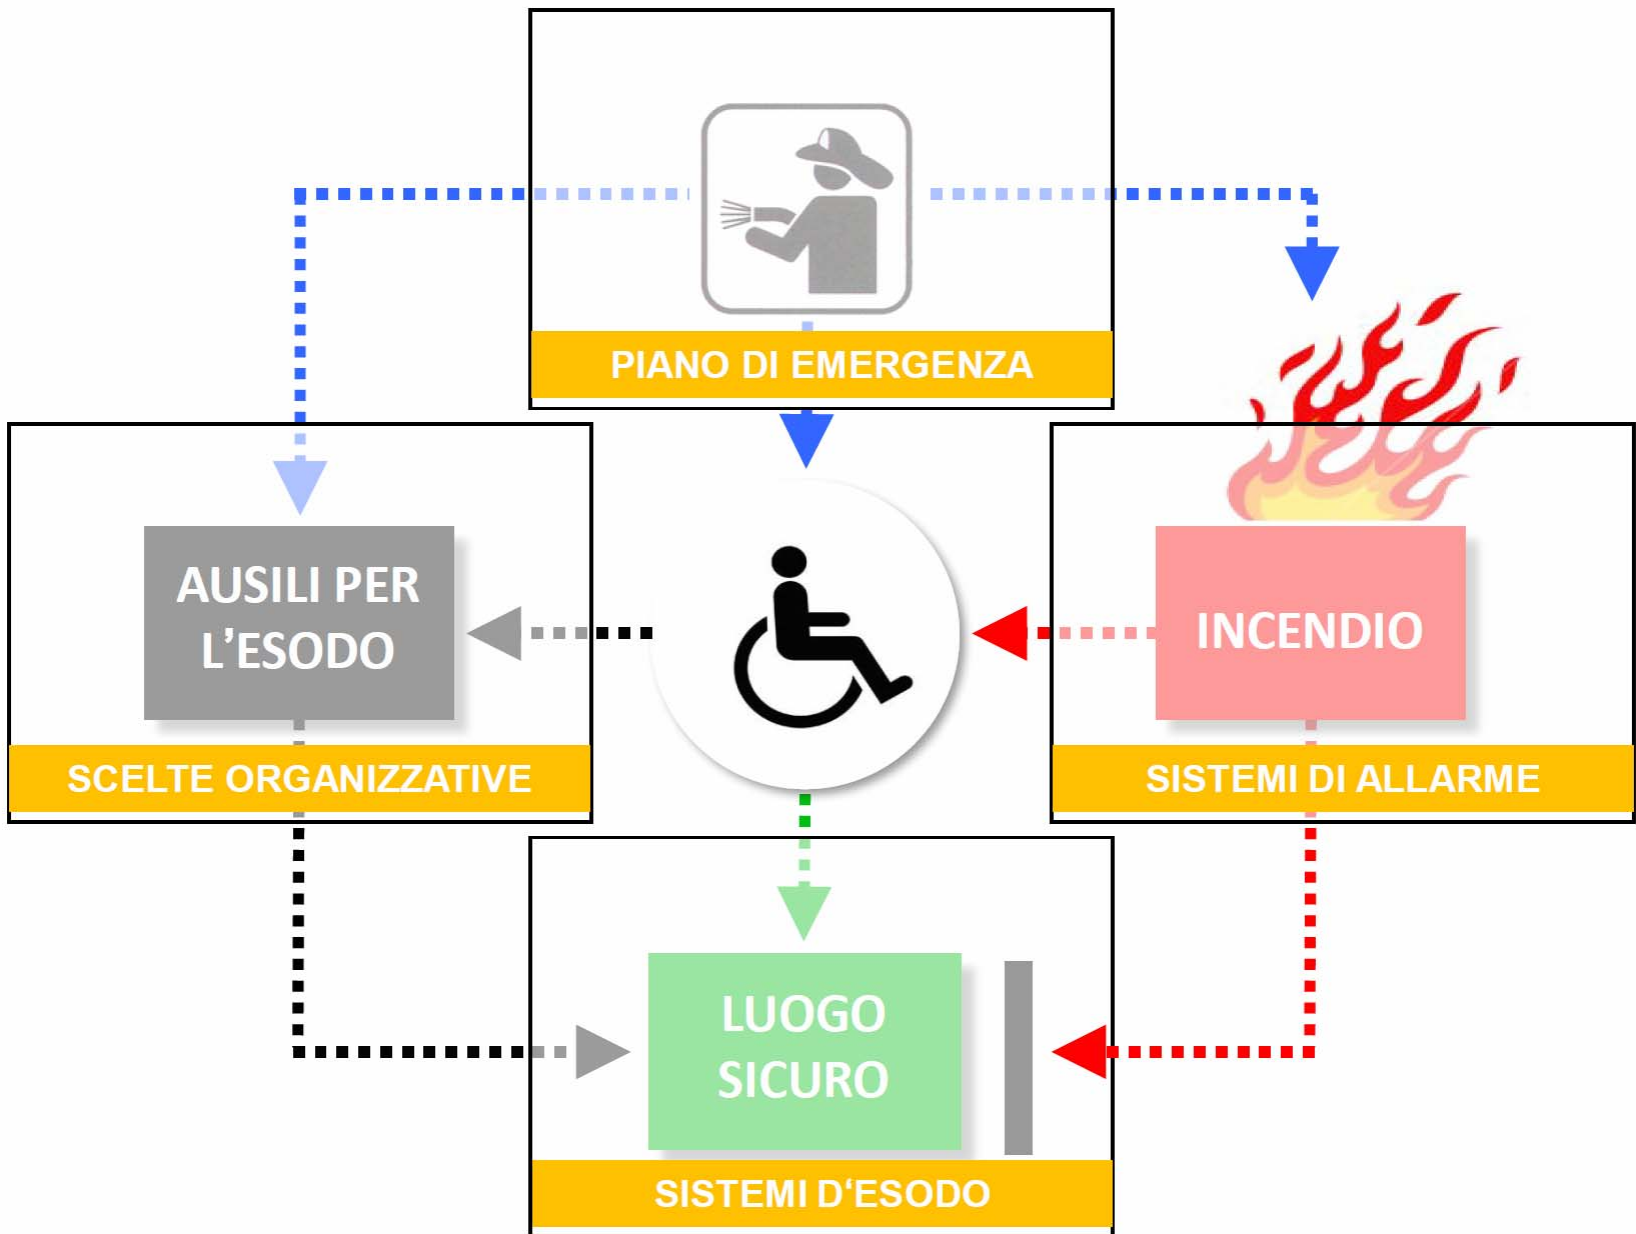 PIANO DI EMERGENZA
AUSILI PER
L’ESODO
INCENDIO
SCELTE ORGANIZZATIVE
SISTEMI DI ALLARME
LUOGO
SICURO
SISTEMI D‘ESODO